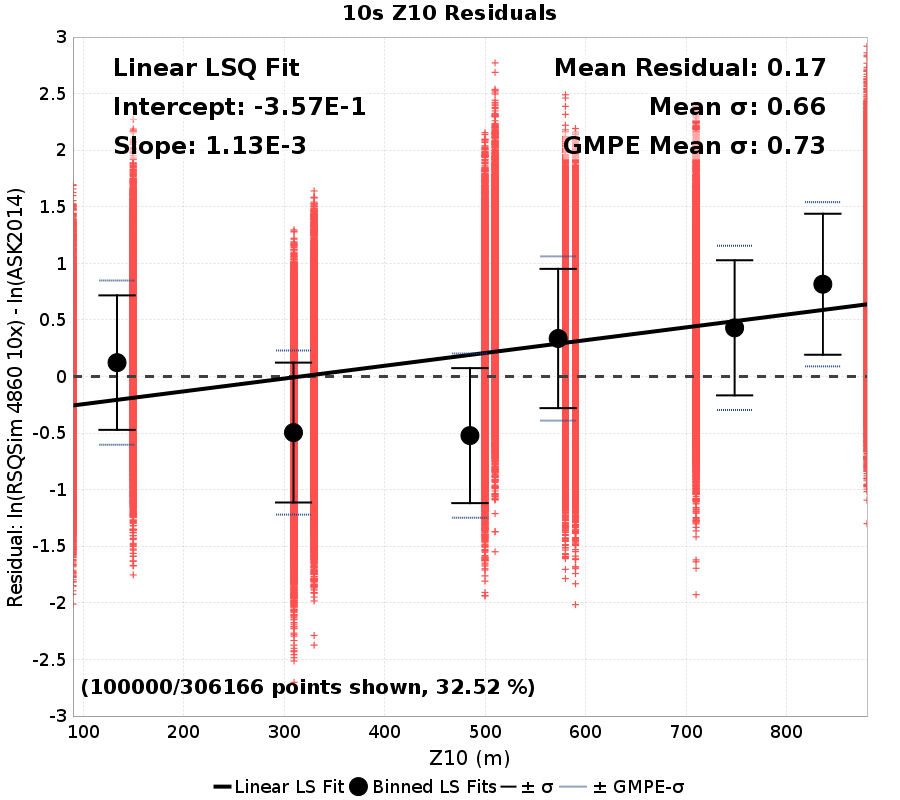 10s Z10 Residuals
Linear LSQ Fit
Intercept: -3.57E-1
Slope: 1.13E-3
Mean Residual: 0.17
Mean σ: 0.66
GMPE Mean σ: 0.73
Residual: ln(RSQSim 4860 10x) - ln(ASK2014)
3
2.5
2
1.5
1
0.5
0
-0.5
-1
-1.5
-2
-2.5
-3
(100000/306166 points shown, 32.52 %)
100 200 300 400 500 600 700 800
Z10 (m)
Linear LS Fit Binned LS Fits ± σ ± GMPE-σ